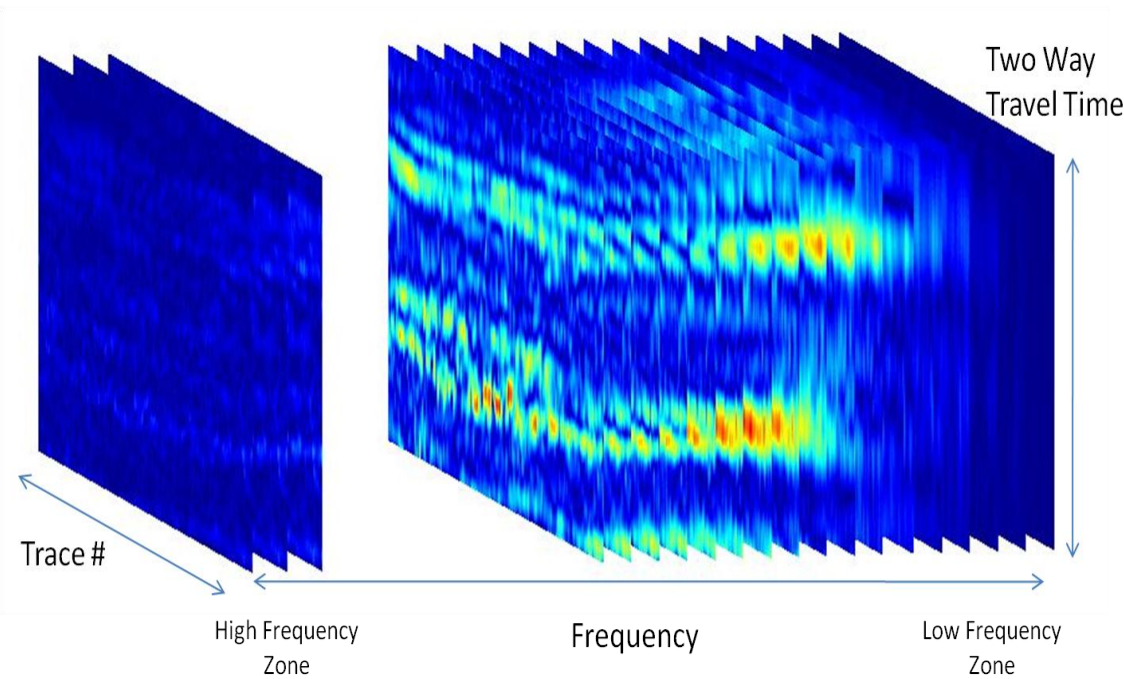 Two Way
Travel Time
Trace #
High Frequency
Zone
Frequency
Low Frequency
Zone